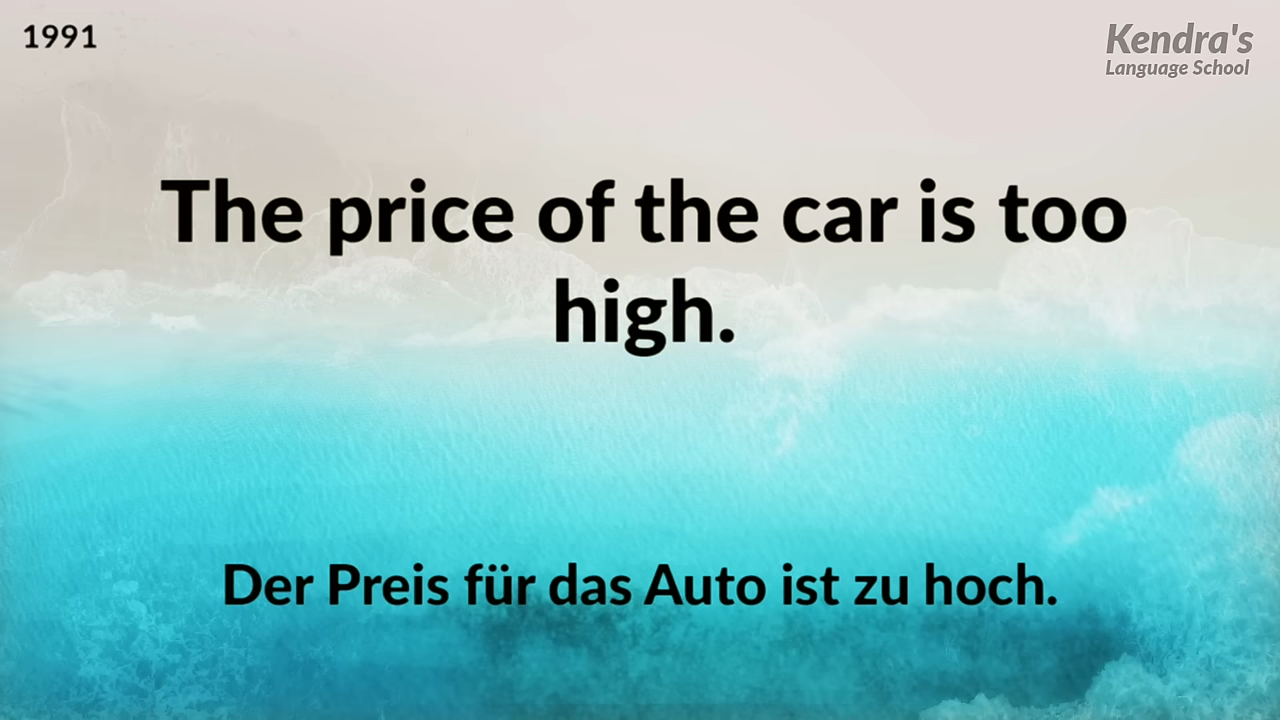 1991
Kendra's
Language School
The price of the car is too
high.
Der Preis für das Auto ist zu hoch.